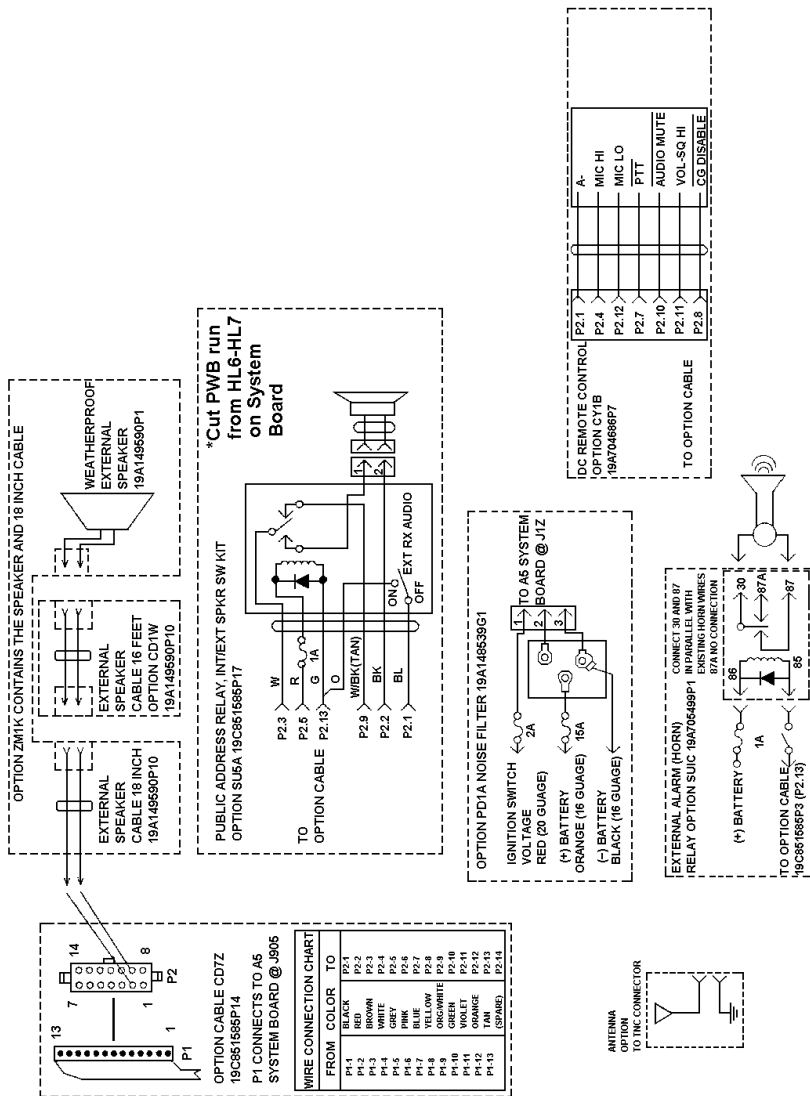 OPTION ZM1K CONTAINS THE SPEAKER AND 18 INCH CABLE
WEATHERPROOF
EXTERNAL
SPEAKER
19A149590P1
EXTERNAL
SPEAKER
CABLE 16 FEET
OPTION CD1W
19A149590P10
EXTERNAL
SPEAKER
CABLE 18 INCH
19A149590P10
7
14
1
8
P2
13
1
P1
OPTION CABLE CD7Z
19C851585P14
P1 CONNECTS TO A5
SYSTEM BOARD @ J905
WIRE CONNECTION CHART
FROM COLOR TO
P1-1 BLACK P2-1
P1-2 RED P2-2
P1-3 BROWN P2-3
P1-4 WHITE P2-4
P1-5 GREY P2-5
P1-6 PINK P2-6
P1-7 BLUE P2-7
P1-8 YELLOW P2-8
P1-9 ORG/WHITE P2-9
P1-10 GREEN P2-10
P1-11 VIOLET P2-11
P1-12 ORANGE P2-12
P1-13 TAN P2-13
(SPARE) P2-14
PUBLIC ADDRESS RELAY, INT/EXT SPKR SW KIT
OPTION SU5A 19C851585P17
*Cut PWB run
from HL6-HL7
on System
Board
TO
OPTION CABLE
P2.3 W
P2.5 R 1A
P2.13 G
O
P2.9 W/BK(TAN)
P2.2 BK
P2.1 BL
1
2
ON
EXT RX AUDIO
OFF
OPTION PD1A NOISE FILTER 19A148539G1
IGNITION SWITCH
VOLTAGE
RED (20 GUAGE)
2A
(+) BATTERY
ORANGE (16 GUAGE)
15A
(–) BATTERY
BLACK (16 GUAGE)
1
2
3
TO A5 SYSTEM
BOARD @ J1Z
DC REMOTE CONTROL
OPTION CY1B
19A704686P7
TO OPTION CABLE
P2.1 A-
P2.4 MIC HI
P2.12 MIC LO
P2.7 PTT
P2.10 AUDIO MUTE
P2.11 VOL-SQ HI
P2.8 CG DISABLE
EXTERNAL ALARM (HORN)
RELAY OPTION SUIC 19A705499P1
CONNECT 30 AND 87
IN PARALLEL WITH
EXISTING HORN WIRES
87A NO CONNECTION
(+) BATTERY
1A
TO OPTION CABLE
19C851585P3 (P2.13)
86
85
30
87A
87
ANTENNA
OPTION
TO TNC CONNECTOR